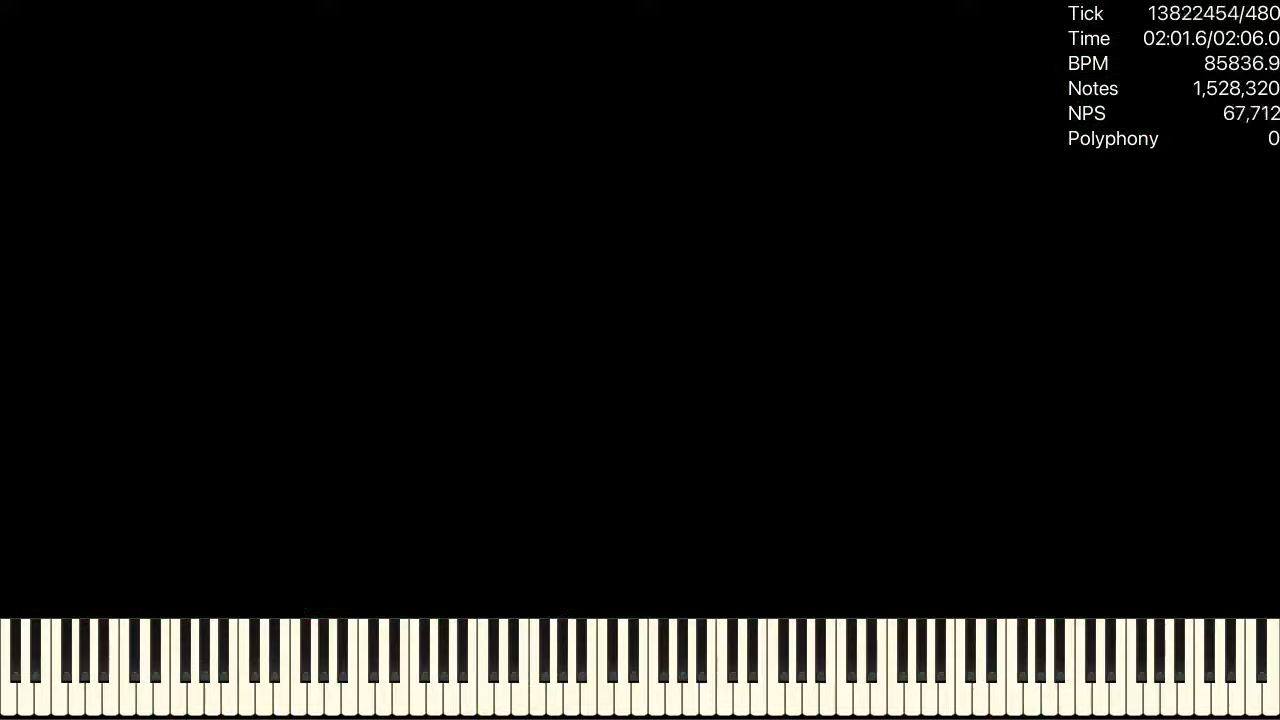 Tick 13822454/480
Time 02:01.6/02:06.0
BPM 85836.9
Notes 1,528,320
NPS 67,712
Polyphony 0